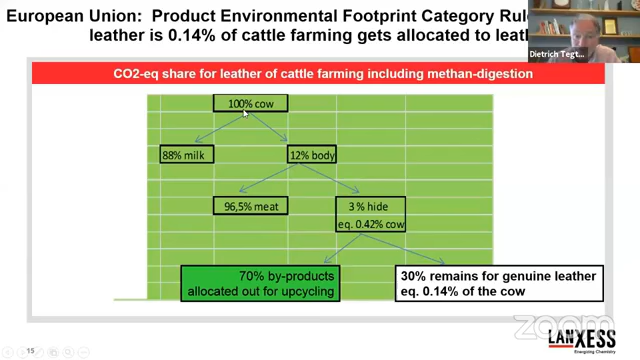 European Union: Product Environmental Footprint Category Rul
leather is 0.14% of cattle farming gets allocated to leat
Dietrich Tegt...
CO2-eq share for leather of cattle farming including methan-digestion
100% cow
88% milk
12% body
96,5% meat
3 % hide
eq. 0.42% cow
70% by-products
allocated out for upcycling
30% remains for genuine leather
eq. 0.14% of the cow
zoom
15
LANXESS
Energizing Chemistry